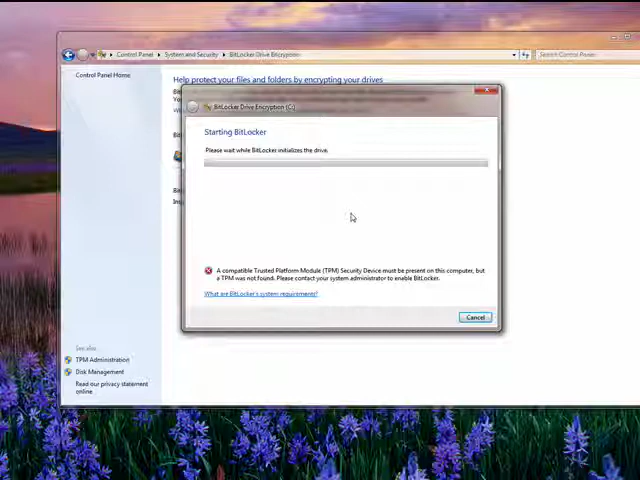 Control Panel
System and Security
BitLocker Drive Encryption
Search Control Panel
Control Panel Home
Help protect your files and folders by encrypting your drives
BitLocker Drive Encryption (C:)
Starting BitLocker
Please wait while BitLocker initializes the drive.
A compatible Trusted Platform Module (TPM) Security Device must be present on this computer, but
a TPM was not found. Please contact your system administrator to enable BitLocker.
What are BitLocker's system requirements?
Cancel
See also
TPM Administration
Disk Management
Read our privacy statement
online